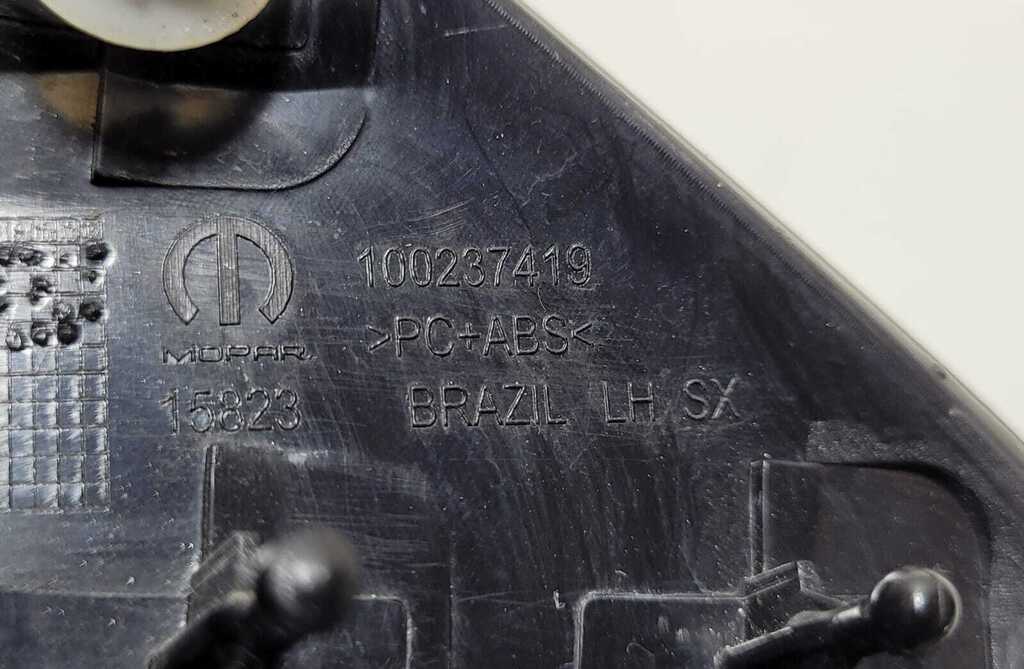 100237419
MOPAR
>PC+ABS<
15823
BRAZIL LH SX